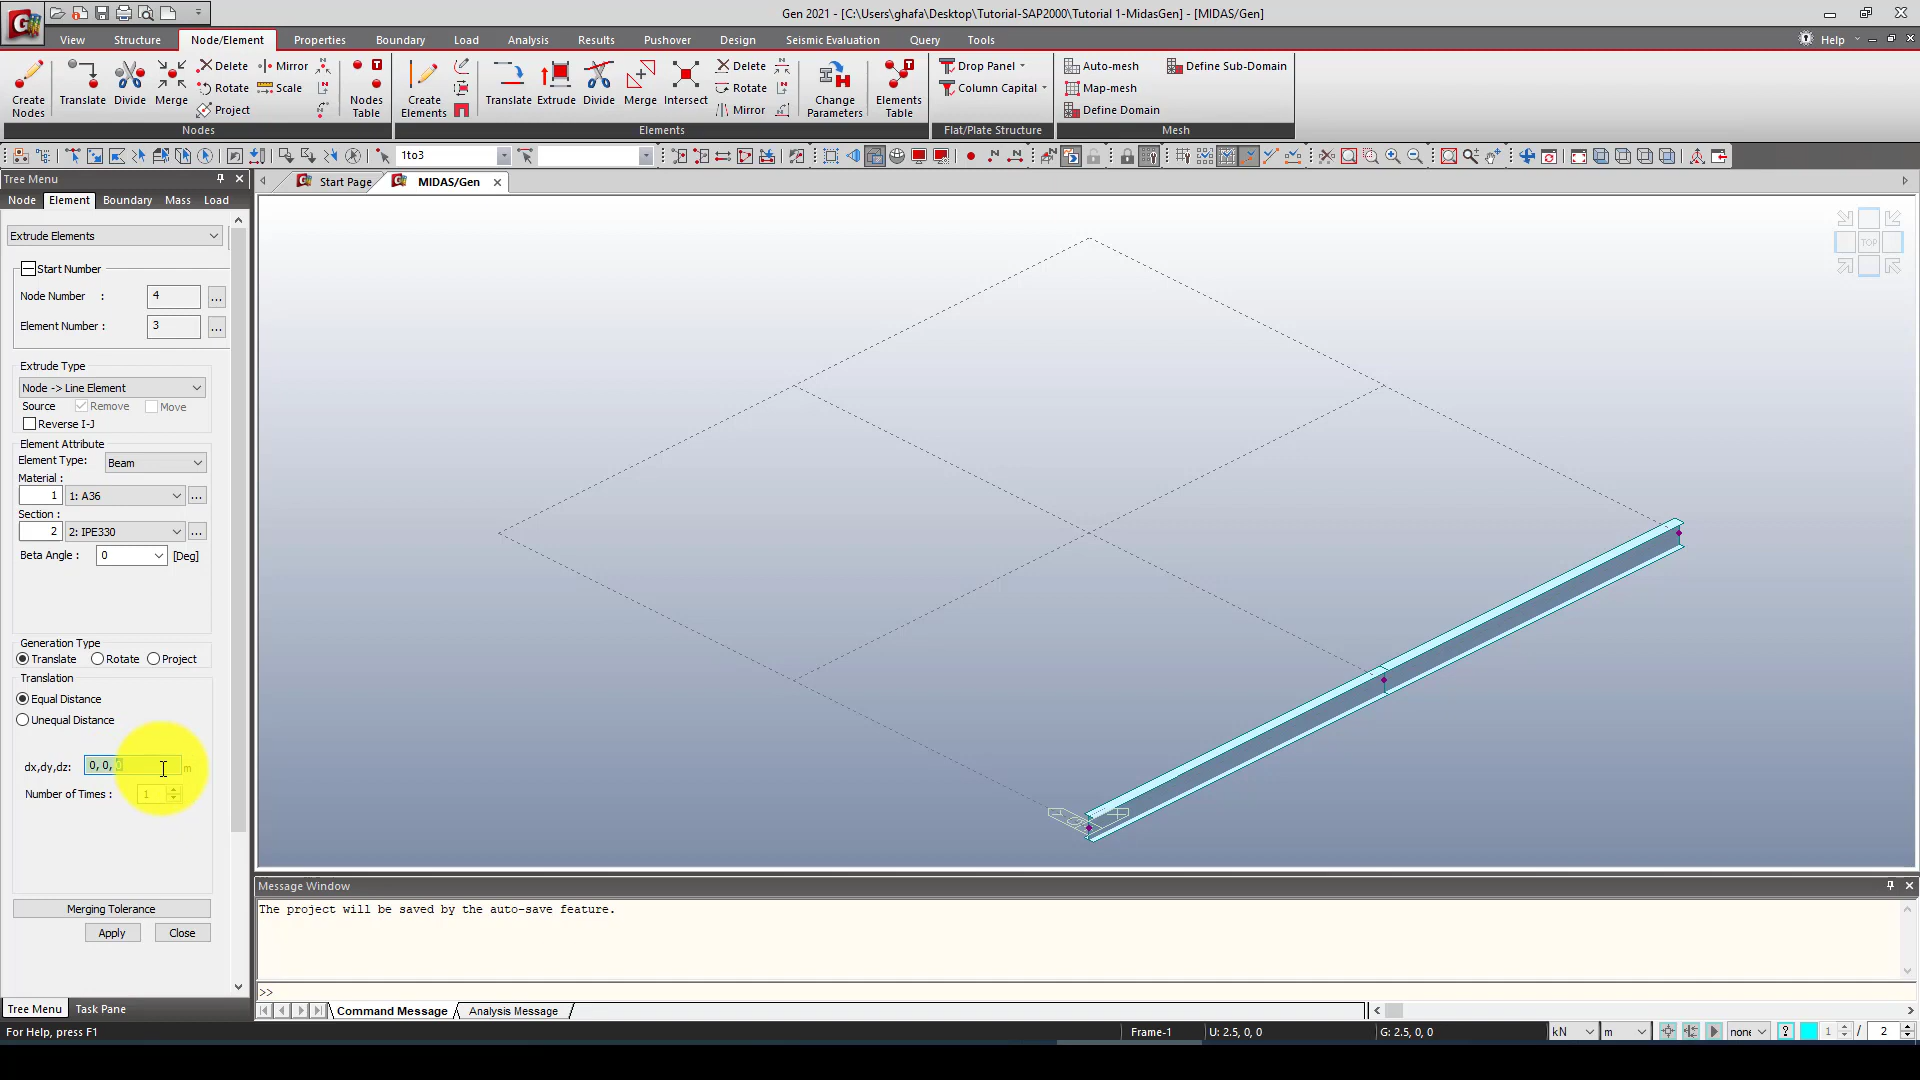 Gen 2021 - [C:\Users\ghafa\Desktop\Tutorial-SAP2000\Tutorial 1-MidasGen] - [MIDAS/Gen]
View Structure Node/Element Properties Boundary Load Analysis Results Pushover Design Seismic Evaluation Query Tools Help
Create Nodes Translate Divide Merge Delete Rotate Project Mirror Scale Nodes Table
Create Elements Translate Extrude Divide Merge Intersect Delete Rotate Mirror Change Parameters Elements Table
Drop Panel Column Capital Auto-mesh Map-mesh Define Domain Define Sub-Domain
Nodes Elements Flat/Plate Structure Mesh
1to3
Tree Menu
Start Page MIDAS/Gen
Node Element Boundary Mass Load
Extrude Elements
Start Number
Node Number : 4 ...
Element Number : 3 ...
Extrude Type
Node -> Line Element
Source Remove Move
Reverse I-J
Element Attribute
Element Type: Beam
Material :
1 1: A36 ...
Section :
2 2: IPE330 ...
Beta Angle : 0 [Deg]
Generation Type
Translate Rotate Project
Translation
Equal Distance
Unequal Distance
dx,dy,dz: 0, 0, 0 m
Number of Times : 1
Merging Tolerance
Apply Close
TOP
Message Window
The project will be saved by the auto-save feature.
>>
Tree Menu Task Pane
Command Message Analysis Message
For Help, press F1
Frame-1 U: 2.5, 0, 0 G: 2.5, 0, 0 kN m none ? 1 / 2